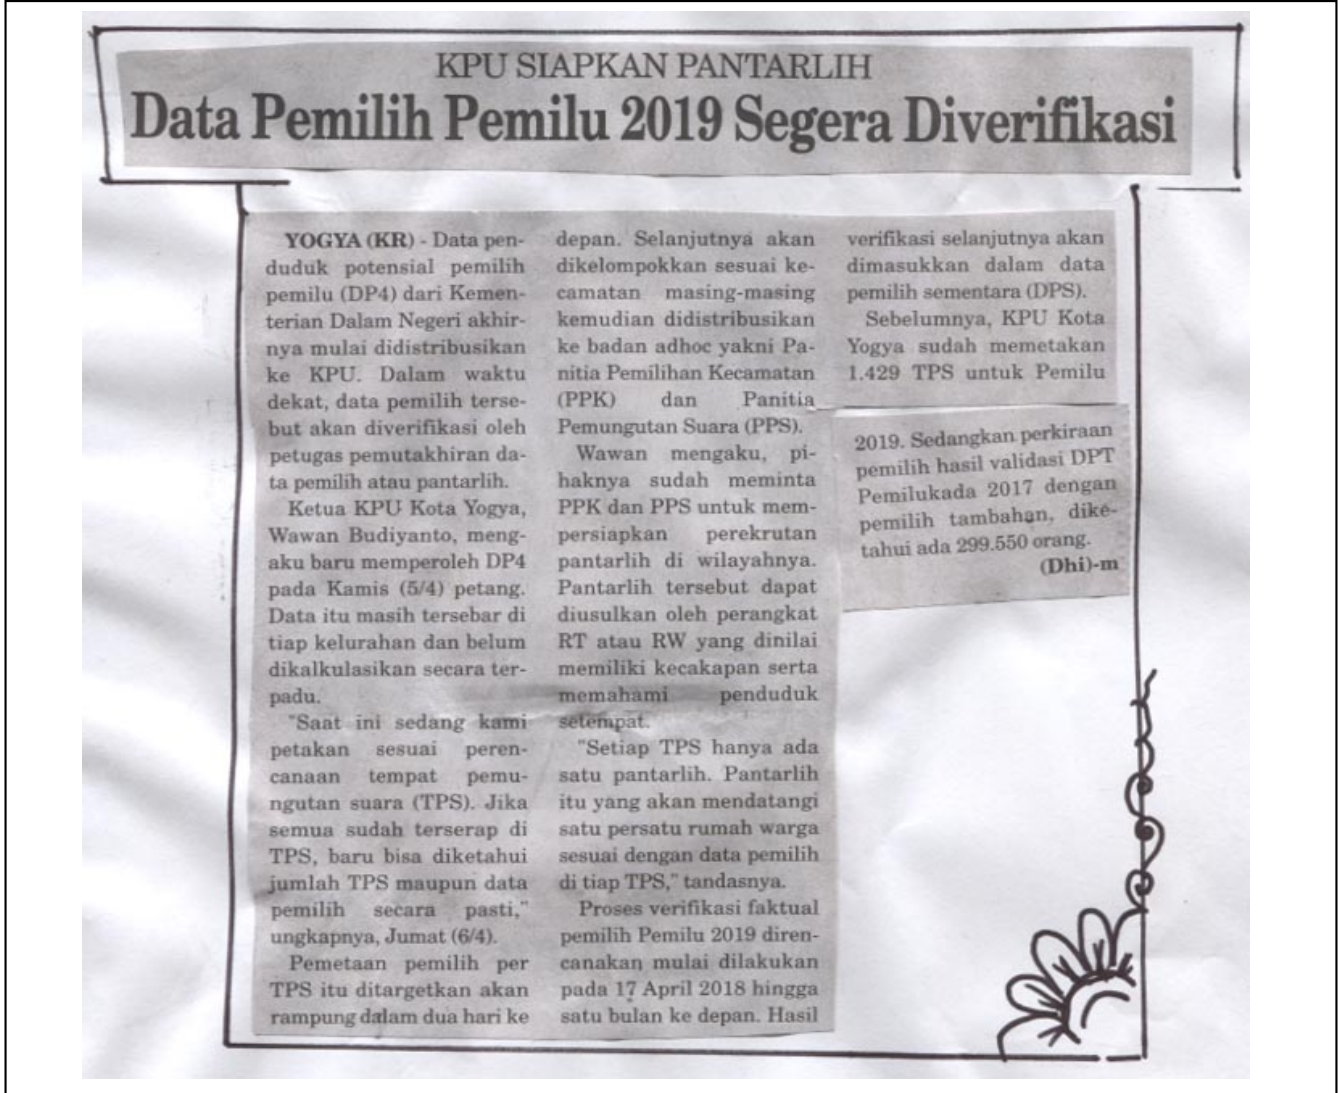 KPU SIAPKAN PANTARLIH
Data Pemilih Pemilu 2019 Segera Diverifikasi
YOGYA (KR) - Data pen-
duduk potensial pemilih
pemilu (DP4) dari Kemen-
terian Dalam Negeri akhir-
nya mulai didistribusikan
ke KPU. Dalam waktu
dekat, data pemilih terse-
but akan diverifikasi oleh
petugas pemutakhiran da-
ta pemilih atau pantarlih.
Ketua KPU Kota Yogya,
Wawan Budiyanto, meng-
aku baru memperoleh DP4
pada Kamis (5/4) petang.
Data itu masih tersebar di
tiap kelurahan dan belum
dikalkulasikan secara ter-
padu.
"Saat ini sedang kami
petakan sesuai peren-
canaan tempat pemu-
ngutan suara (TPS). Jika
semua sudah terserap di
TPS, baru bisa diketahui
jumlah TPS maupun data
pemilih secara pasti,"
ungkapnya, Jumat (6/4).
Pemetaan pemilih per
TPS itu ditargetkan akan
rampung dalam dua hari ke
depan. Selanjutnya akan
dikelompokkan sesuai ke-
camatan masing-masing
kemudian didistribusikan
ke badan adhoc yakni Pa-
nitia Pemilihan Kecamatan
(PPK) dan Panitia
Pemungutan Suara (PPS).
Wawan mengaku, pi-
haknya sudah meminta
PPK dan PPS untuk mem-
persiapkan perekrutan
pantarlih di wilayahnya.
Pantarlih tersebut dapat
diusulkan oleh perangkat
RT atau RW yang dinilai
memiliki kecakapan serta
memahami penduduk
setempat.
"Setiap TPS hanya ada
satu pantarlih. Pantarlih
itu yang akan mendatangi
satu persatu rumah warga
sesuai dengan data pemilih
di tiap TPS," tandasnya.
Proses verifikasi faktual
pemilih Pemilu 2019 diren-
canakan mulai dilakukan
pada 17 April 2018 hingga
satu bulan ke depan. Hasil
verifikasi selanjutnya akan
dimasukkan dalam data
pemilih sementara (DPS).
Sebelumnya, KPU Kota
Yogya sudah memetakan
1.429 TPS untuk Pemilu
2019. Sedangkan perkiraan
pemilih hasil validasi DPT
Pemilukada 2017 dengan
pemilih tambahan, dike-
tahui ada 299.550 orang.
(Dhi)-m